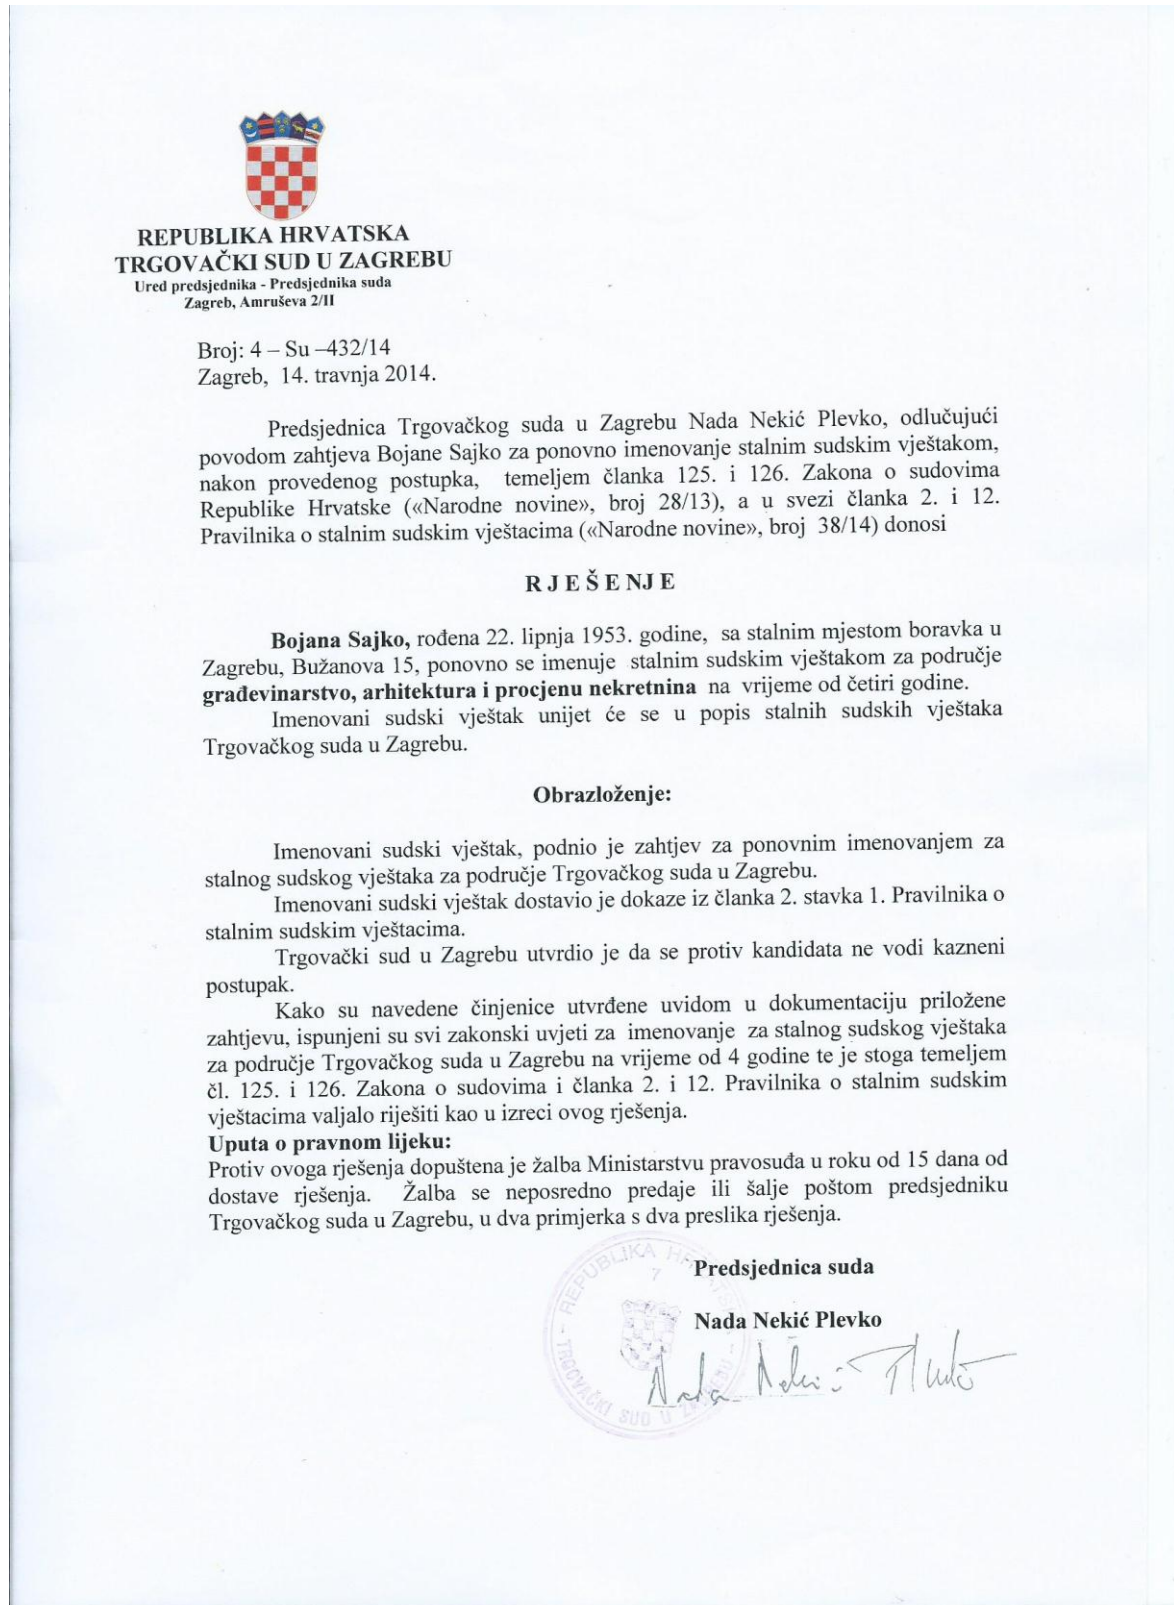 REPUBLIKA HRVATSKA
TRGOVAČKI SUD U ZAGREBU
Ured predsjednika - Predsjednika suda
Zagreb, Amruševa 2/II
Broj: 4 – Su –432/14
Zagreb, 14. travnja 2014.
Predsjednica Trgovačkog suda u Zagrebu Nada Nekić Plevko, odlučujući
povodom zahtjeva Bojane Sajko za ponovno imenovanje stalnim sudskim vještakom,
nakon provedenog postupka, temeljem članka 125. i 126. Zakona o sudovima
Republike Hrvatske («Narodne novine», broj 28/13), a u svezi članka 2. i 12.
Pravilnika o stalnim sudskim vještacima («Narodne novine», broj 38/14) donosi
R J E Š E NJ E
Bojana Sajko, rođena 22. lipnja 1953. godine, sa stalnim mjestom boravka u
Zagrebu, Bužanova 15, ponovno se imenuje stalnim sudskim vještakom za područje
građevinarstvo, arhitektura i procjenu nekretnina na vrijeme od četiri godine.
Imenovani sudski vještak unijet će se u popis stalnih sudskih vještaka
Trgovačkog suda u Zagrebu.
Obrazloženje:
Imenovani sudski vještak, podnio je zahtjev za ponovnim imenovanjem za
stalnog sudskog vještaka za područje Trgovačkog suda u Zagrebu.
Imenovani sudski vještak dostavio je dokaze iz članka 2. stavka 1. Pravilnika o
stalnim sudskim vještacima.
Trgovački sud u Zagrebu utvrdio je da se protiv kandidata ne vodi kazneni
postupak.
Kako su navedene činjenice utvrđene uvidom u dokumentaciju priložene
zahtjevu, ispunjeni su svi zakonski uvjeti za imenovanje za stalnog sudskog vještaka
za područje Trgovačkog suda u Zagrebu na vrijeme od 4 godine te je stoga temeljem
čl. 125. i 126. Zakona o sudovima i članka 2. i 12. Pravilnika o stalnim sudskim
vještacima valjalo riješiti kao u izreci ovog rješenja.
Uputa o pravnom lijeku:
Protiv ovoga rješenja dopuštena je žalba Ministarstvu pravosuđa u roku od 15 dana od
dostave rješenja. Žalba se neposredno predaje ili šalje poštom predsjedniku
Trgovačkog suda u Zagrebu, u dva primjerka s dva preslika rješenja.
Predsjednica suda
Nada Nekić Plevko
REPUBLIKA HRVATSKA
7
TRGOVAČKI SUD U ZAGREBU
Nada Nekić Plevko